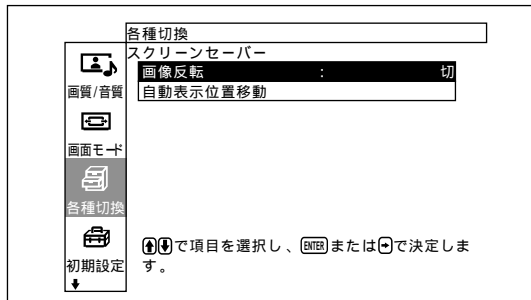 各種切換
スクリーンセーバー
画像反転 : 切
自動表示位置移動
画質/音質
画面モード
各種切換
初期設定
で項目を選択し、ENTERまたはで決定しま
す。